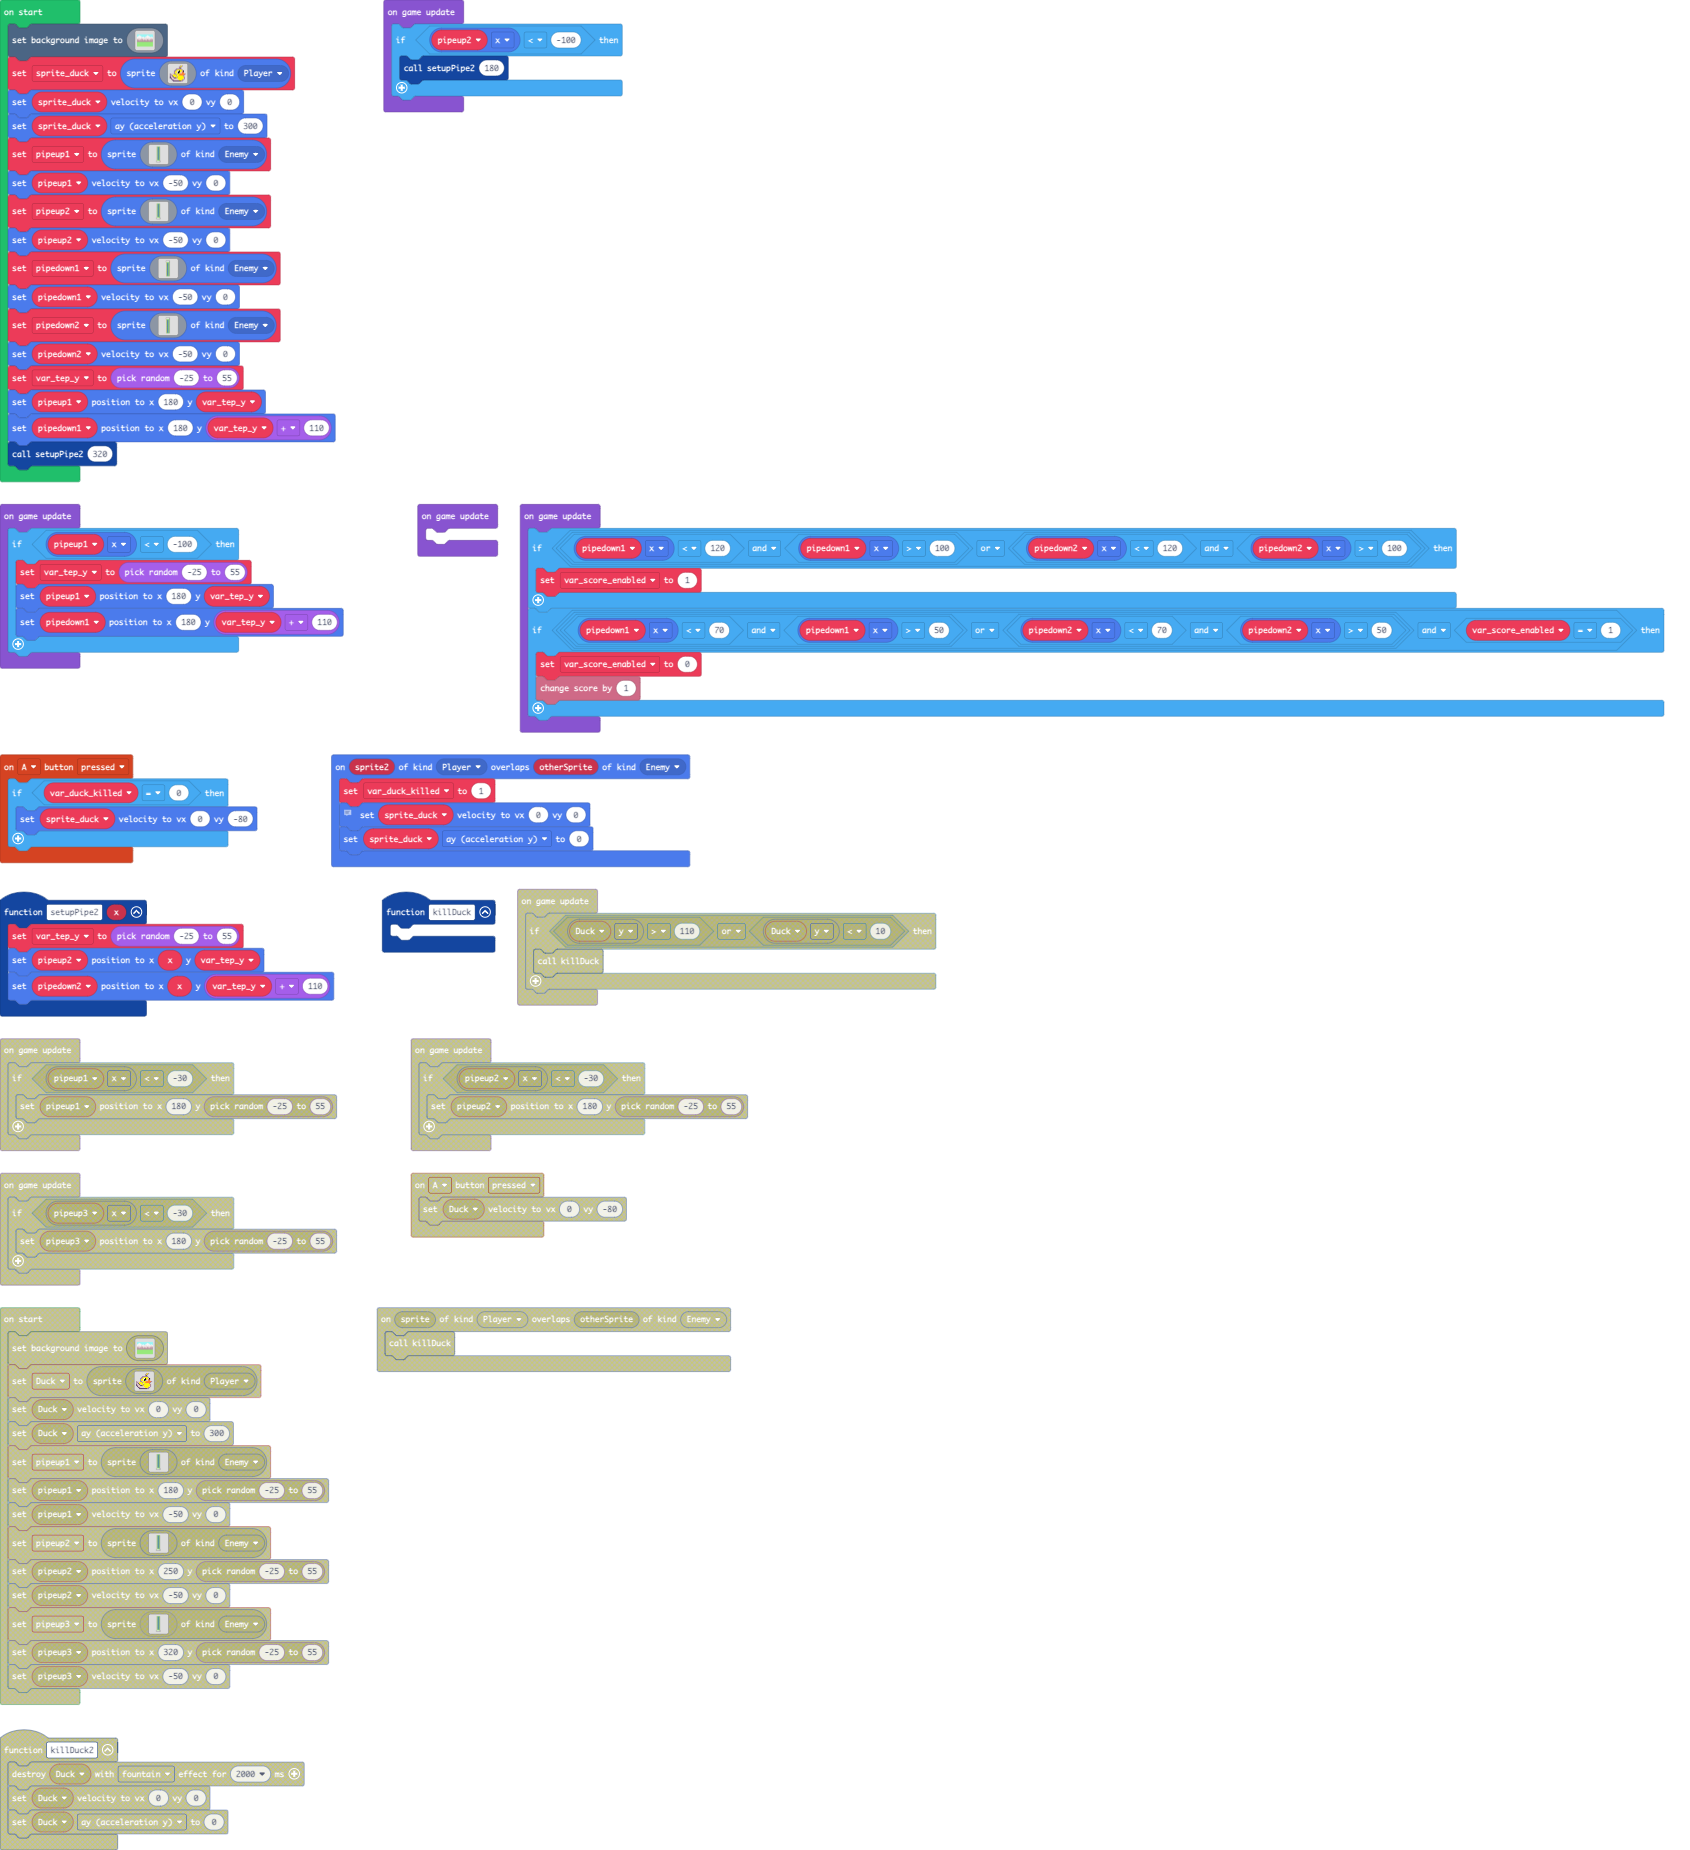 on start
set background image to
set sprite_duck to sprite of kind Player
set sprite_duck velocity to vx 0 vy 0
set sprite_duck ay (acceleration y) to 300
set pipeup1 to sprite of kind Enemy
set pipeup1 velocity to vx -50 vy 0
set pipeup2 to sprite of kind Enemy
set pipeup2 velocity to vx -50 vy 0
set pipedown1 to sprite of kind Enemy
set pipedown1 velocity to vx -50 vy 0
set pipedown2 to sprite of kind Enemy
set pipedown2 velocity to vx -50 vy 0
set var_tep_y to pick random -25 to 55
set pipeup1 position to x 180 y var_tep_y
set pipedown1 position to x 180 y var_tep_y + 110
call setupPipe2 320
on game update
if pipeup2 x < -100 then
call setupPipe2 180
on game update
if pipeup1 x < -100 then
set var_tep_y to pick random -25 to 55
set pipeup1 position to x 180 y var_tep_y
set pipedown1 position to x 180 y var_tep_y + 110
on game update
on game update
if pipedown1 x < 120 and pipedown1 x > 100 or pipedown2 x < 120 and pipedown2 x > 100 then
set var_score_enabled to 1
if pipedown1 x < 70 and pipedown1 x > 50 or pipedown2 x < 70 and pipedown2 x > 50 and var_score_enabled = 1 then
set var_score_enabled to 0
change score by 1
on A button pressed
if var_duck_killed = 0 then
set sprite_duck velocity to vx 0 vy -80
on sprite2 of kind Player overlaps otherSprite of kind Enemy
set var_duck_killed to 1
set sprite_duck velocity to vx 0 vy 0
set sprite_duck ay (acceleration y) to 0
function setupPipe2 x
set var_tep_y to pick random -25 to 55
set pipeup2 position to x x y var_tep_y
set pipedown2 position to x x y var_tep_y + 110
function killDuck
on game update
if Duck y > 110 or Duck y < 10 then
call killDuck
on game update
if pipeup1 x < -30 then
set pipeup1 position to x 180 y pick random -25 to 55
on game update
if pipeup2 x < -30 then
set pipeup2 position to x 180 y pick random -25 to 55
on game update
if pipeup3 x < -30 then
set pipeup3 position to x 180 y pick random -25 to 55
on A button pressed
set Duck velocity to vx 0 vy -80
on start
set background image to
set Duck to sprite of kind Player
set Duck velocity to vx 0 vy 0
set Duck ay (acceleration y) to 300
set pipeup1 to sprite of kind Enemy
set pipeup1 position to x 180 y pick random -25 to 55
set pipeup1 velocity to vx -50 vy 0
set pipeup2 to sprite of kind Enemy
set pipeup2 position to x 250 y pick random -25 to 55
set pipeup2 velocity to vx -50 vy 0
set pipeup3 to sprite of kind Enemy
set pipeup3 position to x 320 y pick random -25 to 55
set pipeup3 velocity to vx -50 vy 0
on sprite of kind Player overlaps otherSprite of kind Enemy
call killDuck
function killDuck2
destroy Duck with fountain effect for 2000 ms
set Duck velocity to vx 0 vy 0
set Duck ay (acceleration y) to 0